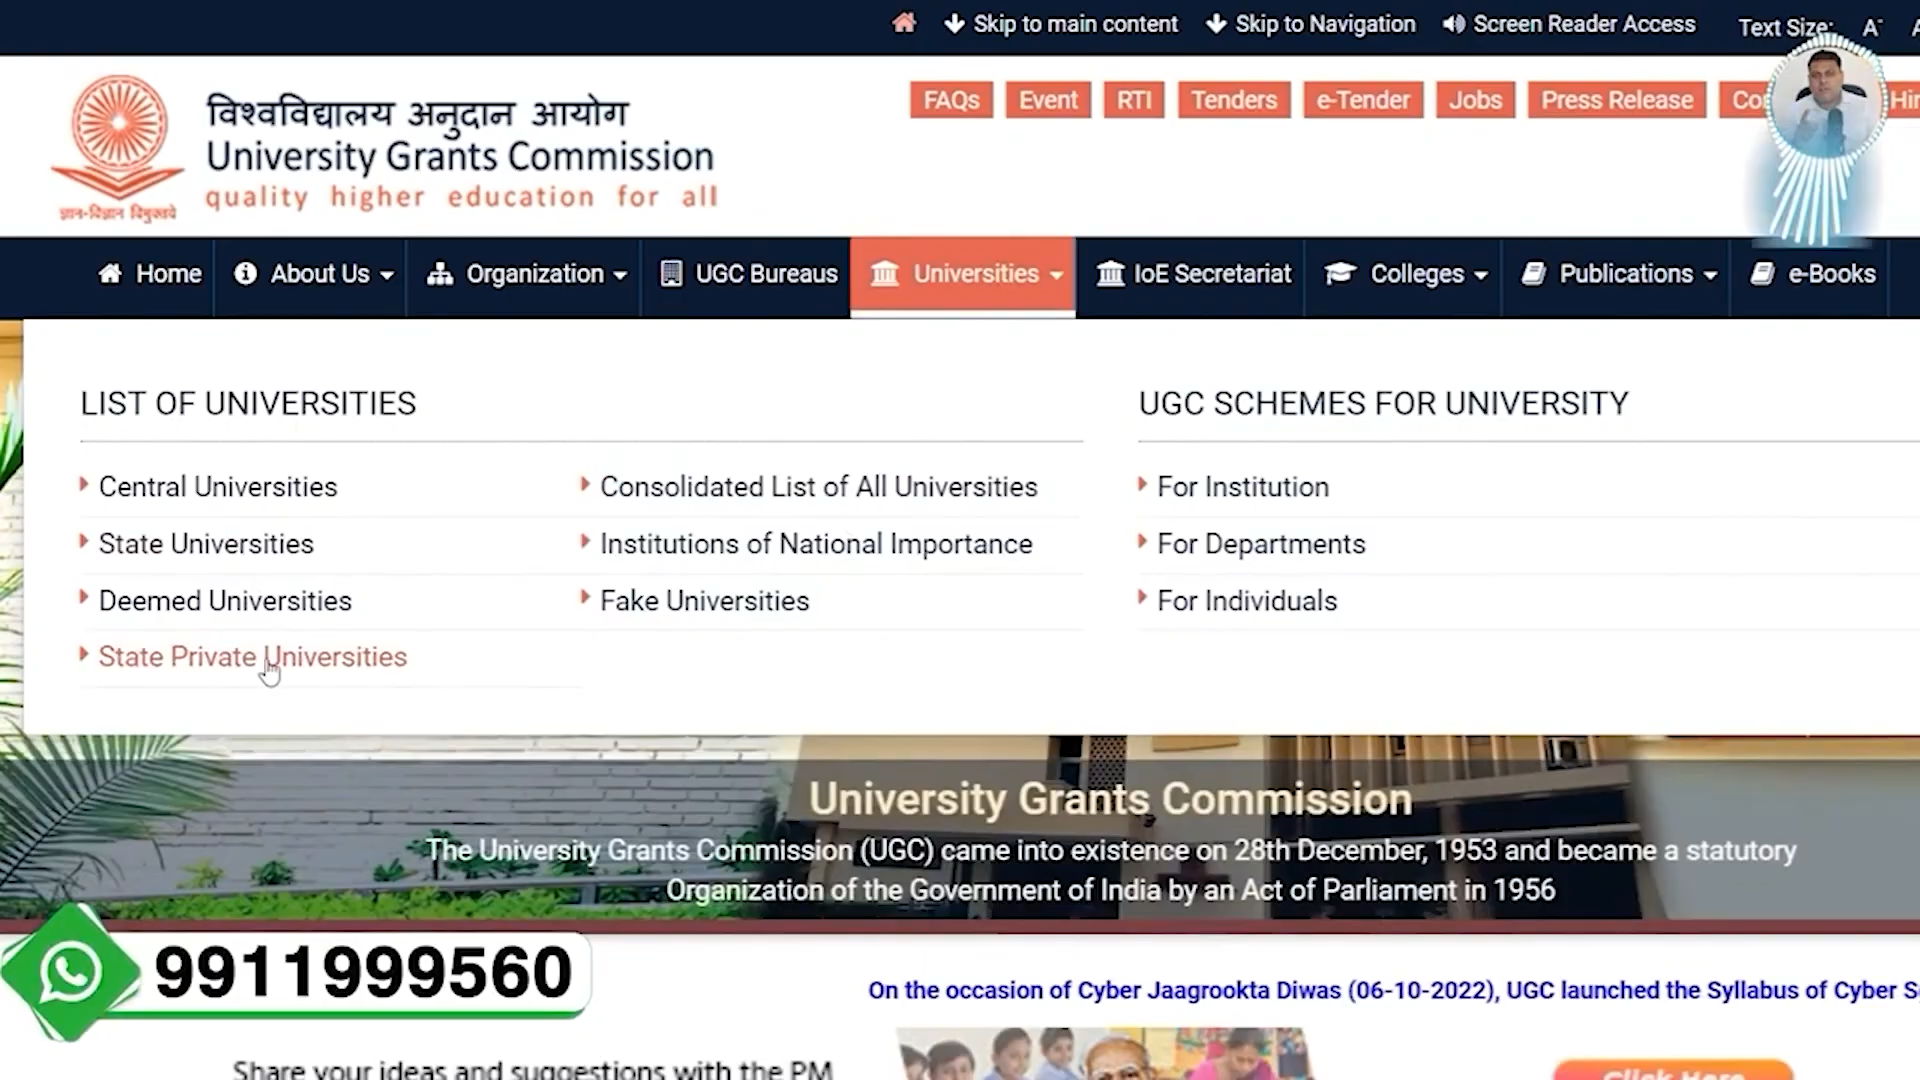 Skip to main content Skip to Navigation Screen Reader Access Text Size: A-
विश्वविद्यालय अनुदान आयोग
University Grants Commission
quality higher education for all
ज्ञान-विज्ञान विमुक्तये
FAQs Event RTI Tenders e-Tender Jobs Press Release
Home About Us Organization UGC Bureaus Universities IoE Secretariat Colleges Publications e-Books
LIST OF UNIVERSITIES
Central Universities
State Universities
Deemed Universities
State Private Universities
Consolidated List of All Universities
Institutions of National Importance
Fake Universities
UGC SCHEMES FOR UNIVERSITY
For Institution
For Departments
For Individuals
University Grants Commission
The University Grants Commission (UGC) came into existence on 28th December, 1953 and became a statutory
Organization of the Government of India by an Act of Parliament in 1956
9911999560
On the occasion of Cyber Jaagrookta Diwas (06-10-2022), UGC launched the Syllabus of Cyber
Share your ideas and suggestions with the PM
Click Here